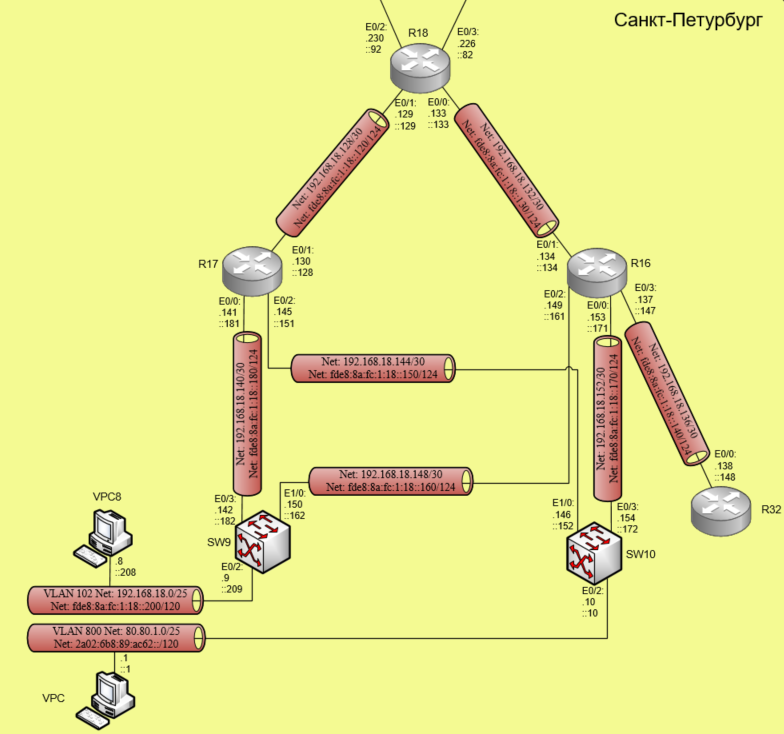 Санкт-Петурбург
E0/2:
.230
::92
R18
E0/3:
.226
::82
E0/1:
.129
::129
E0/0:
.133
::133
Net: 192.168.18.128/30
Net: fde8:8a:fc:1:18::120/124
Net: 192.168.18.132/30
Net: fde8:8a:fc:1:18::130/124
R17
E0/1:
.130
::128
E0/1:
.134
::134
R16
E0/0:
.141
::181
E0/2:
.145
::151
E0/2:
.149
::161
E0/0:
.153
::171
E0/3:
.137
::147
Net: 192.168.18.140/30
Net: fde8:8a:fc:1:18::180/124
Net: 192.168.18.144/30
Net: fde8:8a:fc:1:18::150/124
Net: 192.168.18.152/30
Net: fde8:8a:fc:1:18::170/124
Net: 192.168.18.136/30
Net: fde8:8a:fc:1:18::140/124
Net: 192.168.18.148/30
Net: fde8:8a:fc:1:18::160/124
E0/0:
.138
::148
R32
E0/3:
.142
::182
E1/0:
.150
::162
E1/0:
.146
::152
E0/3:
.154
::172
VPC8
SW9
SW10
.8
::208
E0/2:
.9
::209
E0/2:
.10
::10
VLAN 102 Net: 192.168.18.0/25
Net: fde8:8a:fc:1:18::200/120
VLAN 800 Net: 80.80.1.0/25
Net: 2a02:6b8:89:ac62::/120
.1
::1
VPC